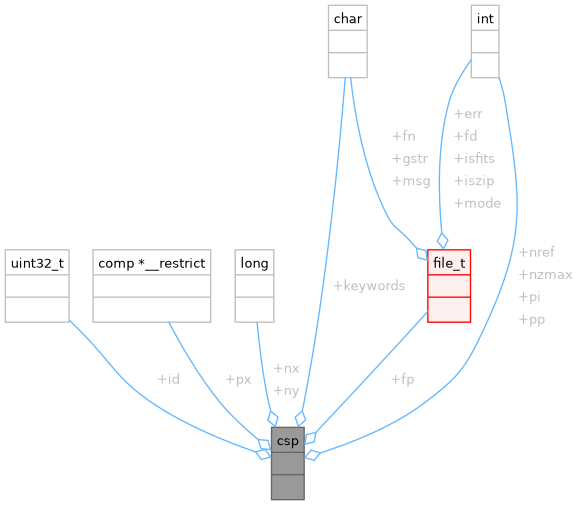 char
int
+err
+fd
+isfits
+iszip
+mode
+fn
+gstr
+msg
uint32_t
comp *__restrict
long
file_t
+nref
+nzmax
+pi
+pp
+keywords
+id
+px
+nx
+ny
+fp
csp